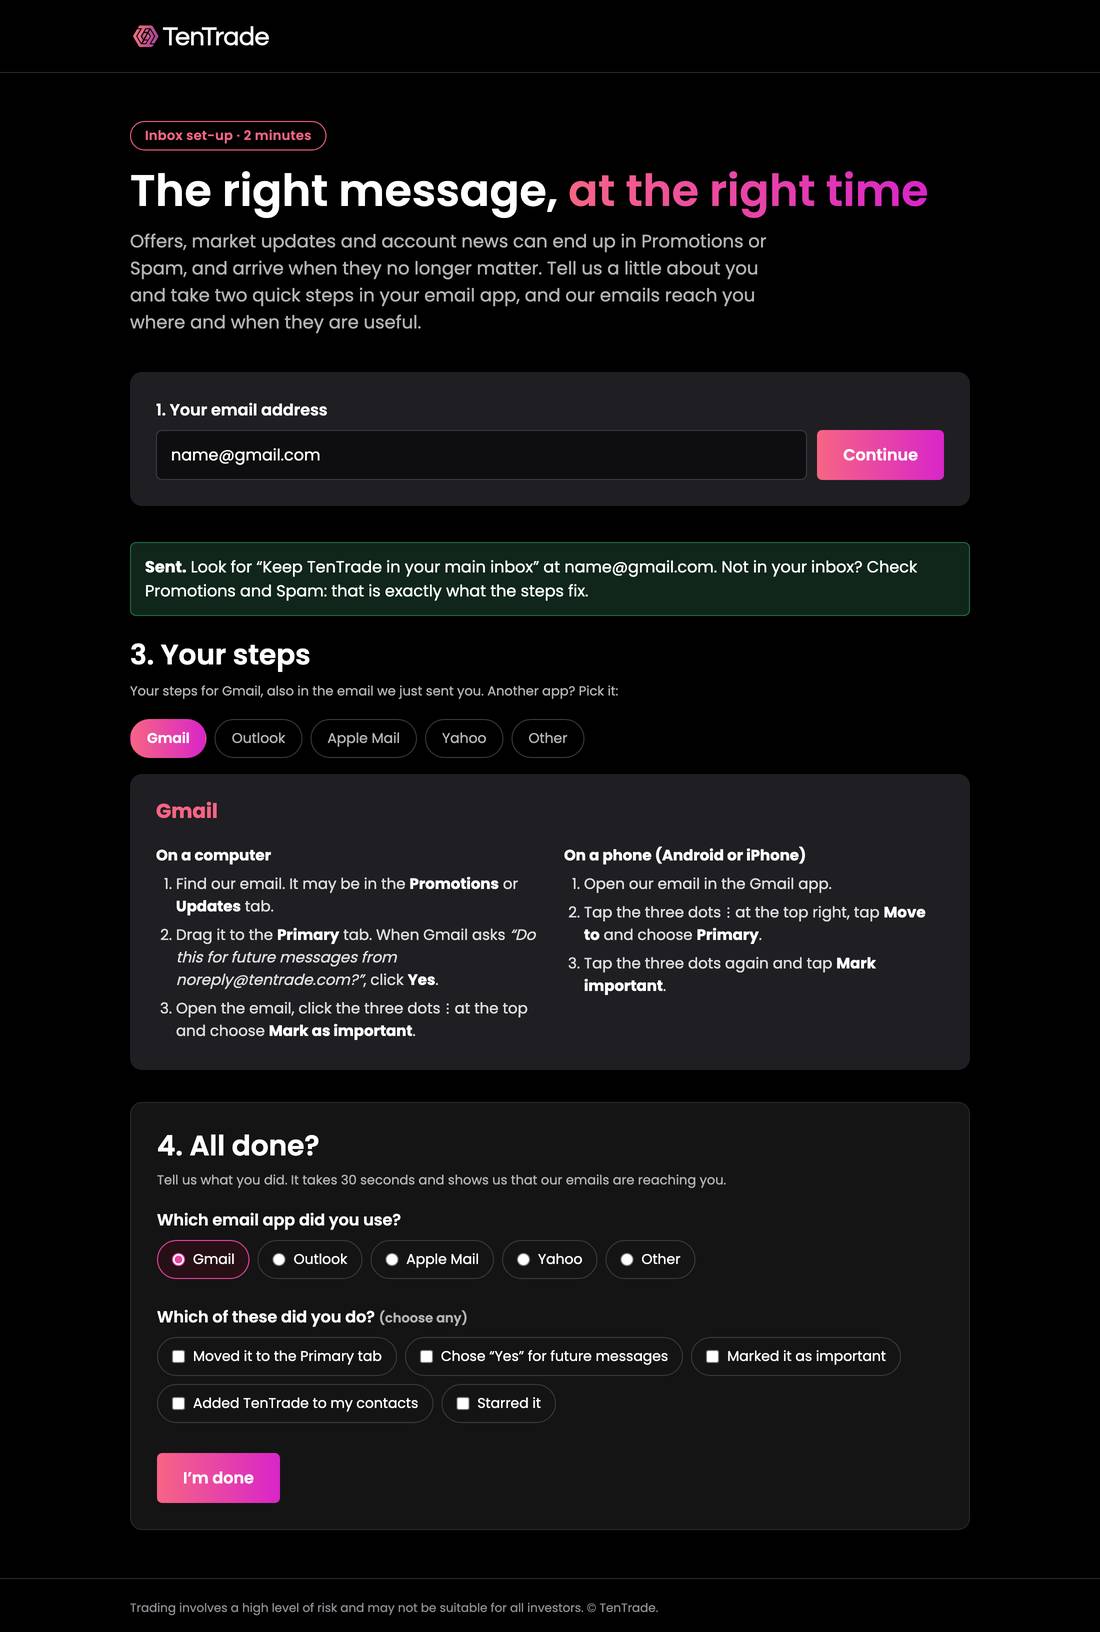 TenTrade
Inbox set-up · 2 minutes
The right message, at the right time
Offers, market updates and account news can end up in Promotions or
Spam, and arrive when they no longer matter. Tell us a little about you
and take two quick steps in your email app, and our emails reach you
where and when they are useful.
1. Your email address
name@gmail.com
Continue
Sent. Look for “Keep TenTrade in your main inbox” at name@gmail.com. Not in your inbox? Check
Promotions and Spam: that is exactly what the steps fix.
3. Your steps
Your steps for Gmail, also in the email we just sent you. Another app? Pick it:
Gmail Outlook Apple Mail Yahoo Other
Gmail
On a computer
1. Find our email. It may be in the Promotions or
Updates tab.
2. Drag it to the Primary tab. When Gmail asks “Do
this for future messages from
noreply@tentrade.com?”, click Yes.
3. Open the email, click the three dots ⋮ at the top
and choose Mark as important.
On a phone (Android or iPhone)
1. Open our email in the Gmail app.
2. Tap the three dots ⋮ at the top right, tap Move
to and choose Primary.
3. Tap the three dots again and tap Mark
important.
4. All done?
Tell us what you did. It takes 30 seconds and shows us that our emails are reaching you.
Which email app did you use?
Gmail Outlook Apple Mail Yahoo Other
Which of these did you do? (choose any)
Moved it to the Primary tab Chose “Yes” for future messages Marked it as important
Added TenTrade to my contacts Starred it
I’m done
Trading involves a high level of risk and may not be suitable for all investors. © TenTrade.